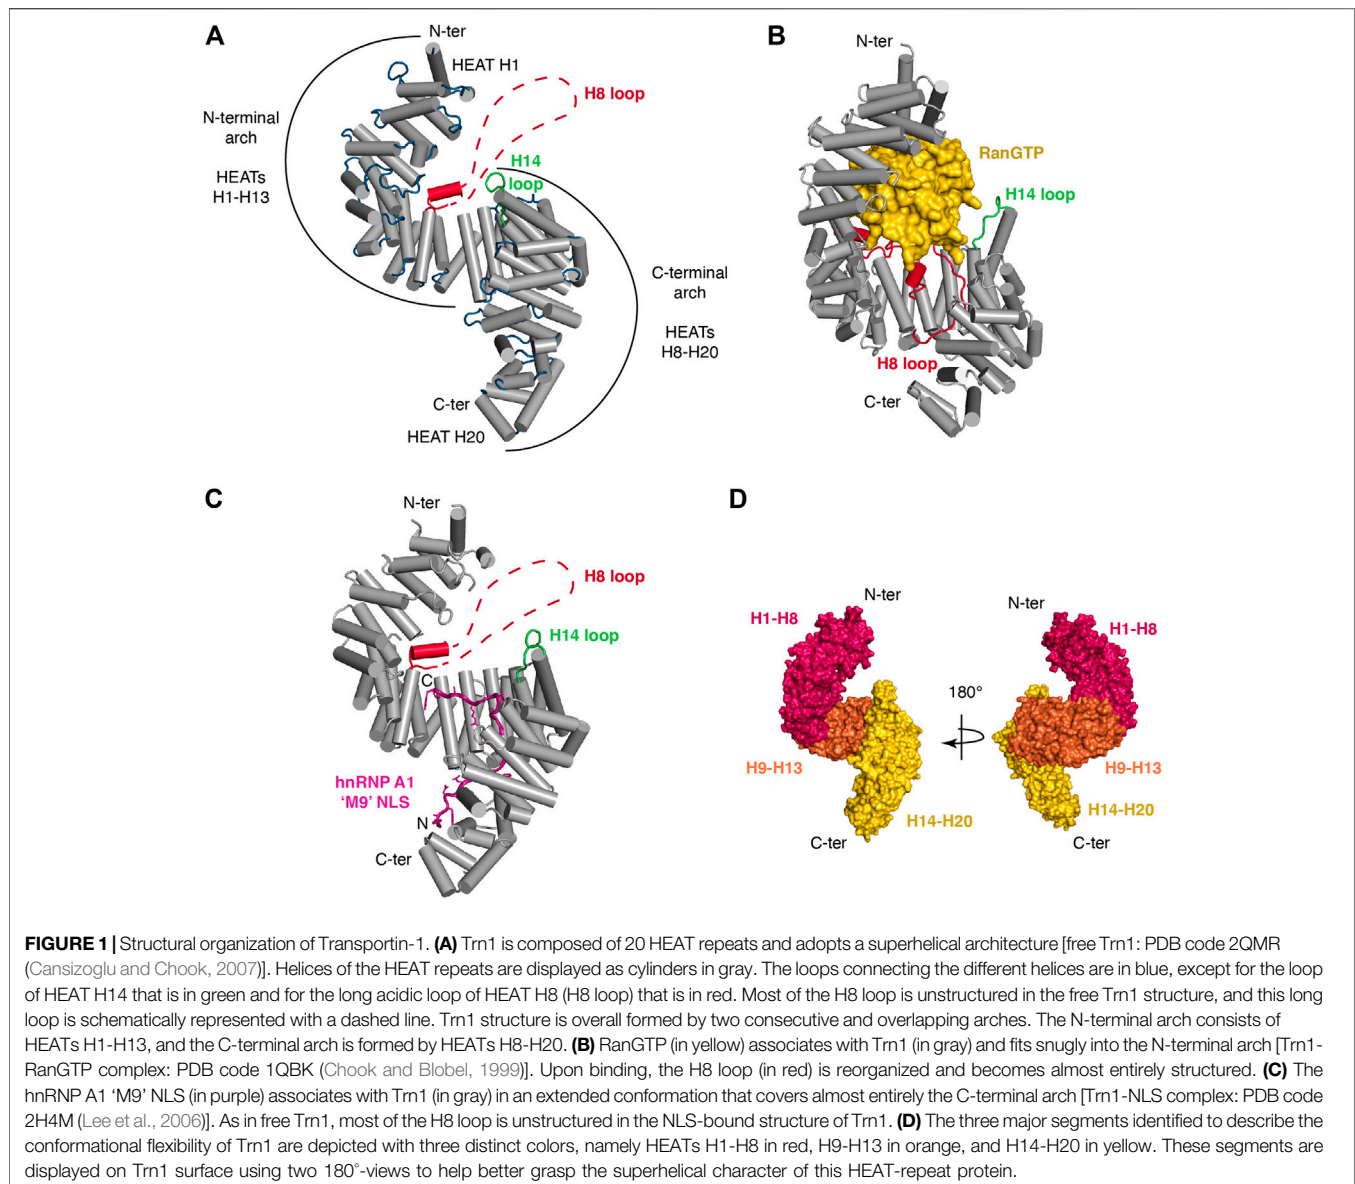 A
N-ter
HEAT H1
H8 loop
N-terminal
arch
HEATs
H1-H13
H14
loop
C-terminal
arch
HEATs
H8-H20
C-ter
HEAT H20
B
N-ter
RanGTP
H14 loop
H8 loop
C-ter
C
N-ter
H8 loop
H14 loop
C
hnRNP A1
‘M9’ NLS
N
C-ter
D
N-ter
H1-H8
H9-H13
H14-H20
C-ter
180°
N-ter
H1-H8
H9-H13
H14-H20
C-ter
FIGURE 1 | Structural organization of Transportin-1. (A) Trn1 is composed of 20 HEAT repeats and adopts a superhelical architecture [free Trn1: PDB code 2QMR
(Cansizoglu and Chook, 2007)]. Helices of the HEAT repeats are displayed as cylinders in gray. The loops connecting the different helices are in blue, except for the loop
of HEAT H14 that is in green and for the long acidic loop of HEAT H8 (H8 loop) that is in red. Most of the H8 loop is unstructured in the free Trn1 structure, and this long
loop is schematically represented with a dashed line. Trn1 structure is overall formed by two consecutive and overlapping arches. The N-terminal arch consists of
HEATs H1-H13, and the C-terminal arch is formed by HEATs H8-H20. (B) RanGTP (in yellow) associates with Trn1 (in gray) and fits snugly into the N-terminal arch [Trn1-
RanGTP complex: PDB code 1QBK (Chook and Blobel, 1999)]. Upon binding, the H8 loop (in red) is reorganized and becomes almost entirely structured. (C) The
hnRNP A1 ‘M9’ NLS (in purple) associates with Trn1 (in gray) in an extended conformation that covers almost entirely the C-terminal arch [Trn1-NLS complex: PDB code
2H4M (Lee et al., 2006)]. As in free Trn1, most of the H8 loop is unstructured in the NLS-bound structure of Trn1. (D) The three major segments identified to describe the
conformational flexibility of Trn1 are depicted with three distinct colors, namely HEATs H1-H8 in red, H9-H13 in orange, and H14-H20 in yellow. These segments are
displayed on Trn1 surface using two 180°-views to help better grasp the superhelical character of this HEAT-repeat protein.